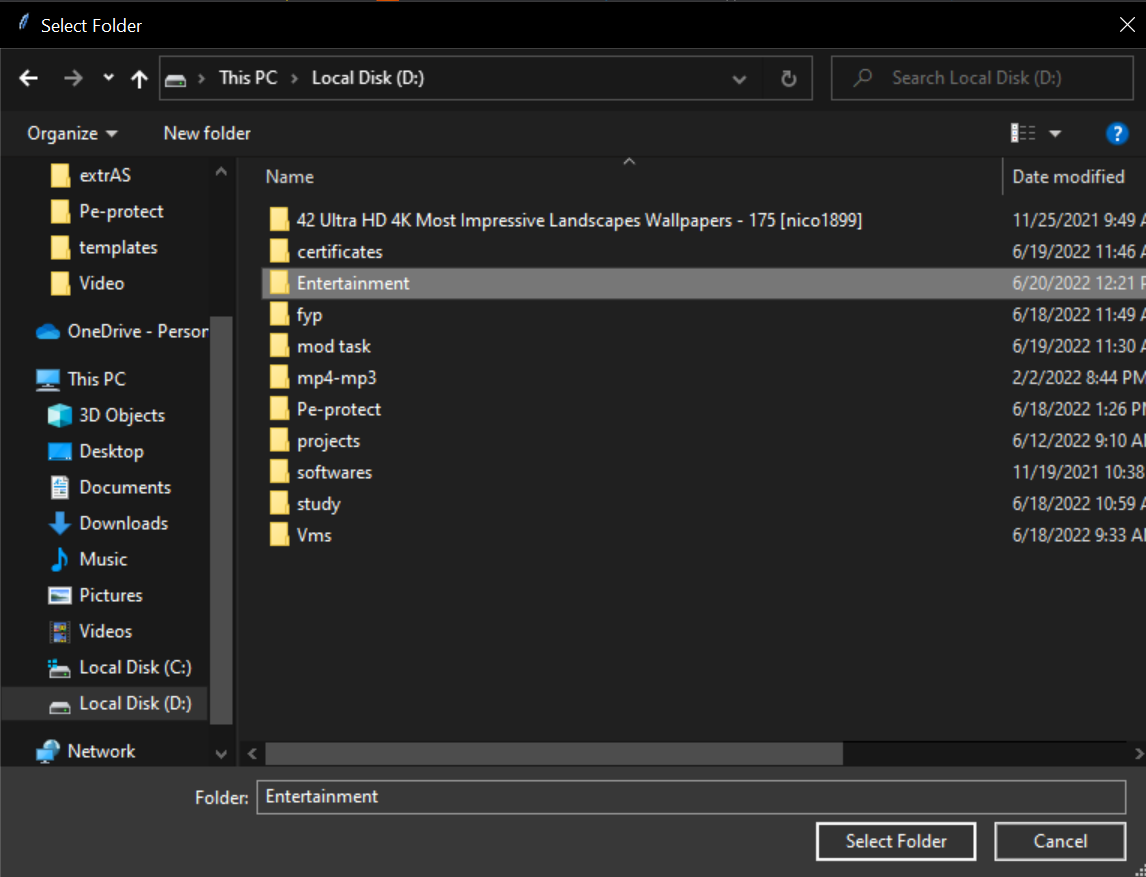 Select Folder
This PC Local Disk (D:)
Search Local Disk (D:)
Organize New folder
extrAS
Pe-protect
templates
Video
OneDrive - Person
This PC
3D Objects
Desktop
Documents
Downloads
Music
Pictures
Videos
Local Disk (C:)
Local Disk (D:)
Network
Name Date modified
42 Ultra HD 4K Most Impressive Landscapes Wallpapers - 175 [nico1899] 11/25/2021 9:49 A
certificates 6/19/2022 11:46 A
Entertainment 6/20/2022 12:21 P
fyp 6/18/2022 11:49 A
mod task 6/19/2022 11:30 A
mp4-mp3 2/2/2022 8:44 PM
Pe-protect 6/18/2022 1:26 PM
projects 6/12/2022 9:10 AM
softwares 11/19/2021 10:38
study 6/18/2022 10:59 A
Vms 6/18/2022 9:33 AM
Folder: Entertainment
Select Folder Cancel